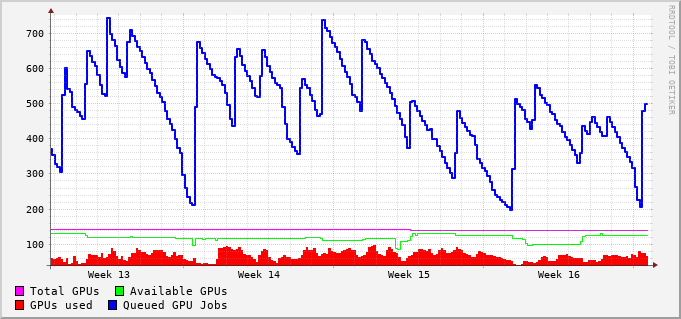 RRDTOOL / TOBI OETIKER
700
600
500
400
300
200
100
Week 13 Week 14 Week 15 Week 16
Total GPUs Available GPUs
GPUs used Queued GPU Jobs